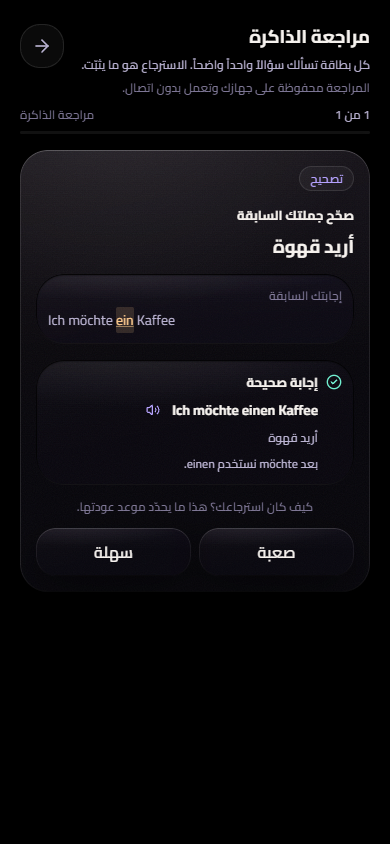 مراجعة الذاكرة
كل بطاقة تسألك سؤالاً واحداً واضحاً. الاسترجاع هو ما يثبّت.
المراجعة محفوظة على جهازك وتعمل بدون اتصال.
1 من 1
مراجعة الذاكرة
تصحيح
صحّح جملتك السابقة
أريد قهوة
إجابتك السابقة
Ich möchte ein Kaffee
إجابة صحيحة
Ich möchte einen Kaffee
أريد قهوة
بعد möchte نستخدم einen.
كيف كان استرجاعك؟ هذا ما يحدّد موعد عودتها.
صعبة
سهلة